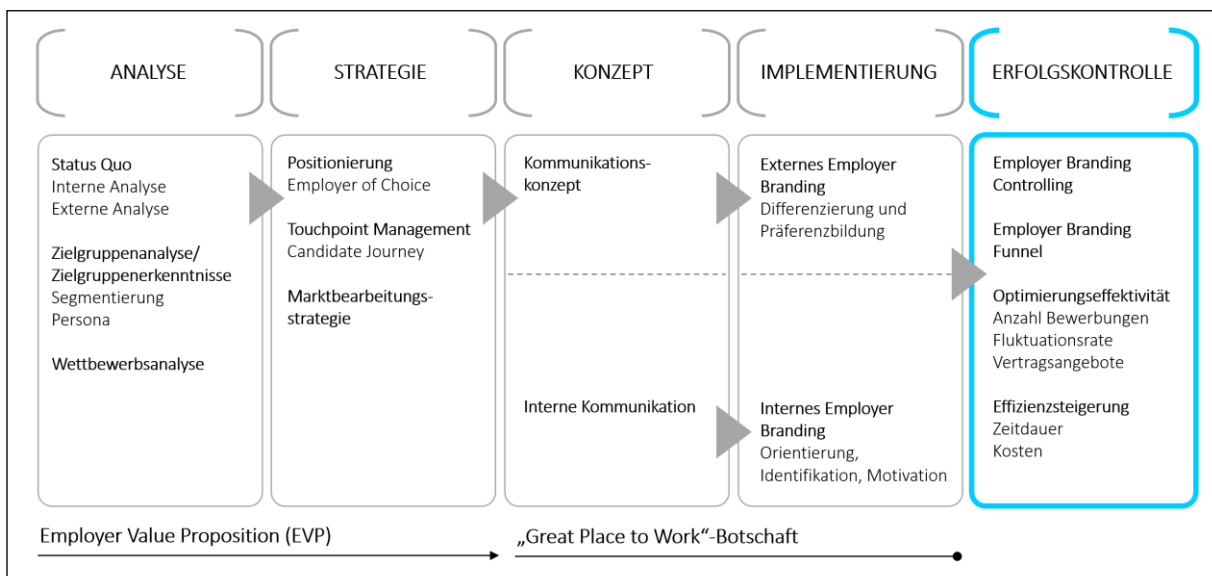 ANALYSE
STRATEGIE
KONZEPT
IMPLEMENTIERUNG
ERFOLGSKONTROLLE
Status Quo
Interne Analyse
Externe Analyse
Zielgruppenanalyse/
Zielgruppenerkenntnisse
Segmentierung
Persona
Wettbewerbsanalyse
Positionierung
Employer of Choice
Touchpoint Management
Candidate Journey
Marktbearbeitungs-
strategie
Kommunikations-
konzept
Interne Kommunikation
Externes Employer
Branding
Differenzierung und
Präferenzbildung
Internes Employer
Branding
Orientierung,
Identifikation, Motivation
Employer Branding
Controlling
Employer Branding
Funnel
Optimierungseffektivität
Anzahl Bewerbungen
Fluktuationsrate
Vertragsangebote
Effizienzsteigerung
Zeitdauer
Kosten
Employer Value Proposition (EVP)
„Great Place to Work“-Botschaft